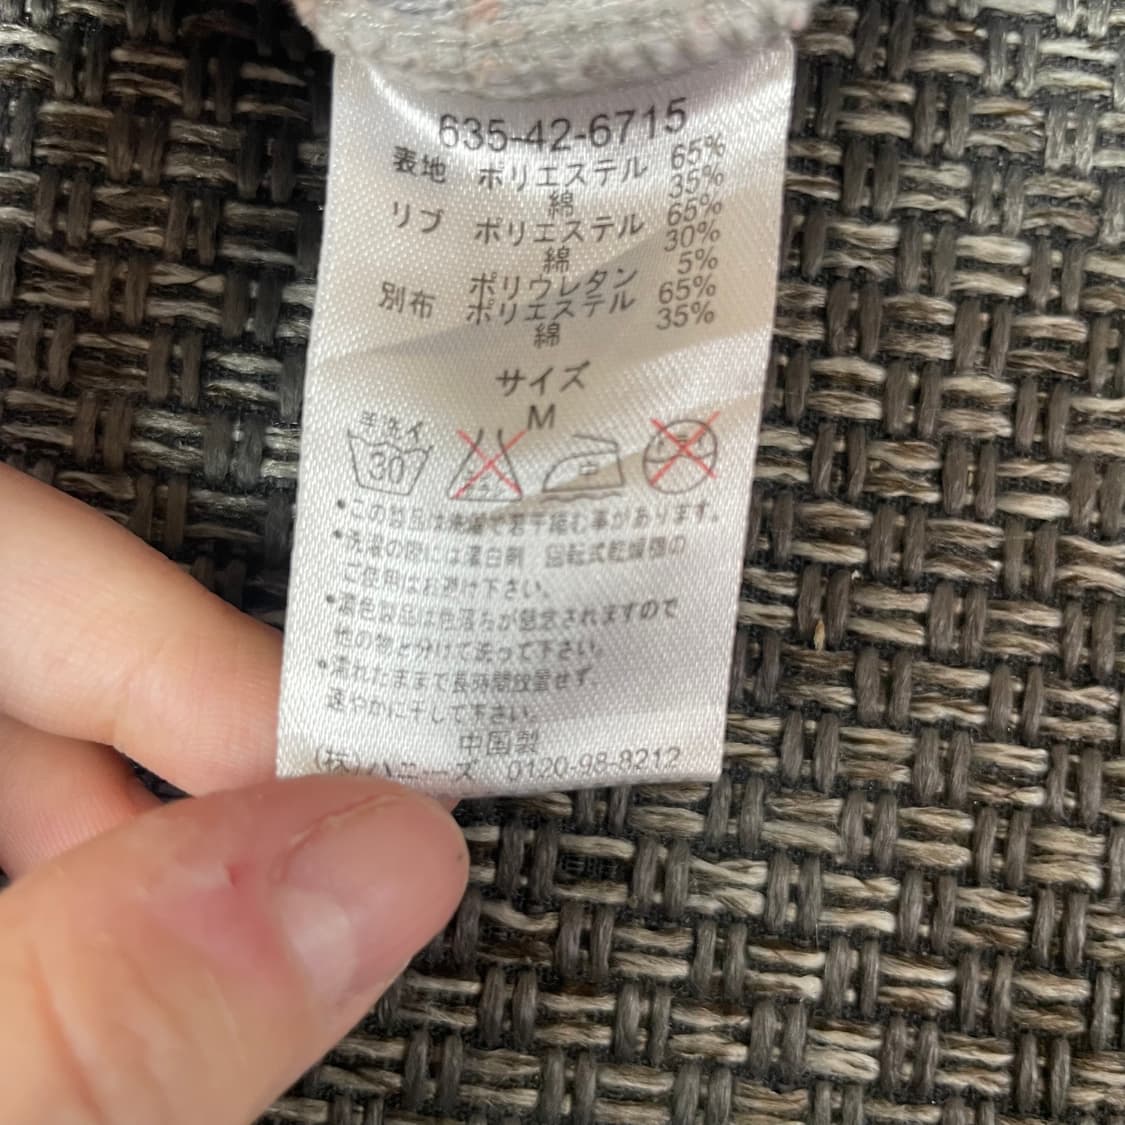 635-42-6715
表地 ポリエステル 65%
綿 35%
リブ ポリエステル 65%
綿 30%
ポリウレタン 5%
別布 ポリエステル 65%
綿 35%
サイズ
M
手洗イ
30
•この製品は洗濯で若干縮む事があります。
•洗濯の際には漂白剤 回転式乾燥機の
ご使用はお避け下さい。
•濃色製品は色落ちが懸念されますので
他の物と分けて洗って下さい。
•濡れたままで長時間放置せず、
速やかに干して下さい。
中国製
(株)ハニーズ 0120-98-8212